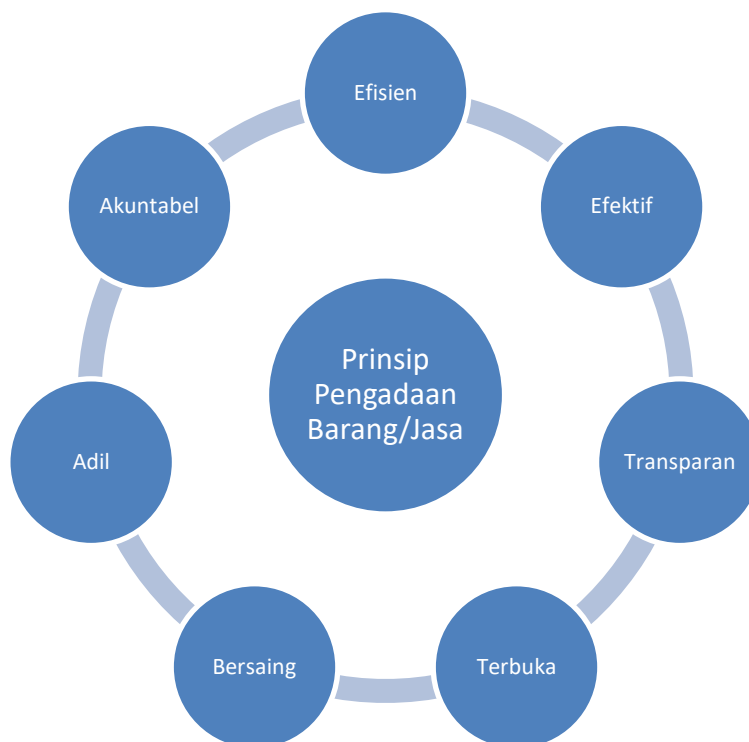 Efisien
Efektif
Transparan
Terbuka
Bersaing
Adil
Akuntabel
Prinsip
Pengadaan
Barang/Jasa